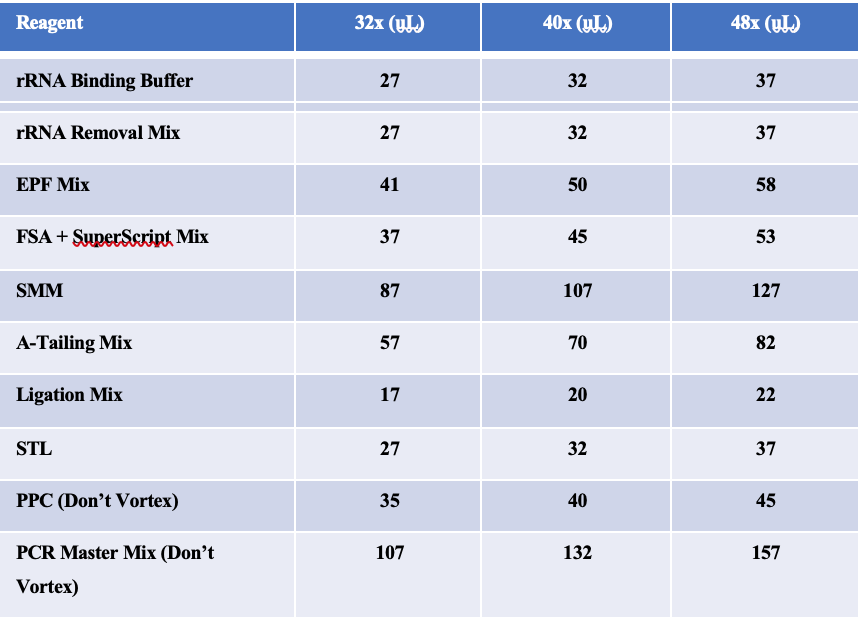 Reagent 32x (uL) 40x (uL) 48x (uL)
rRNA Binding Buffer 27 32 37
rRNA Removal Mix 27 32 37
EPF Mix 41 50 58
FSA + SuperScript Mix 37 45 53
SMM 87 107 127
A-Tailing Mix 57 70 82
Ligation Mix 17 20 22
STL 27 32 37
PPC (Don’t Vortex) 35 40 45
PCR Master Mix (Don’t 107 132 157
Vortex)